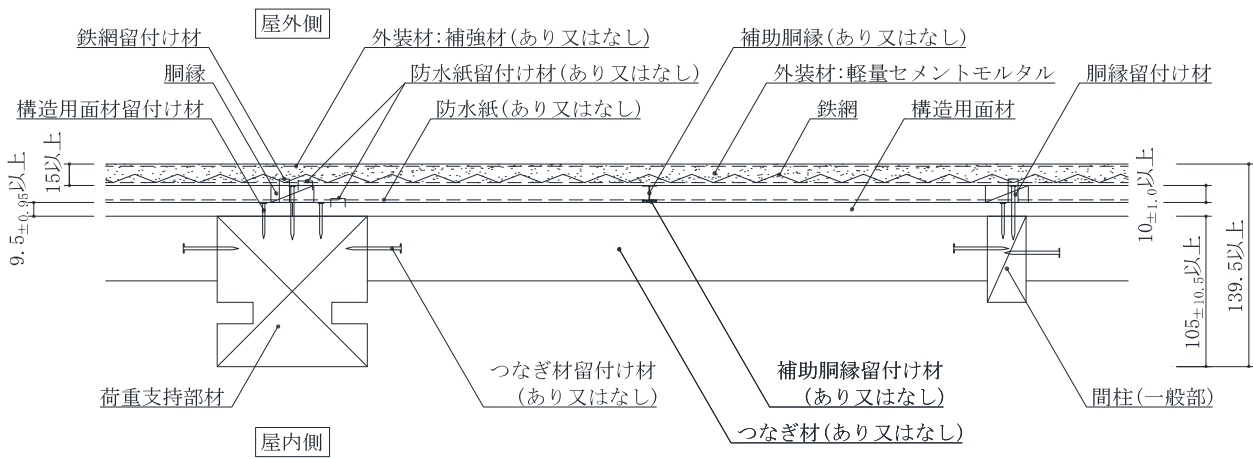 屋外側
鉄網留付け材
外装材:補強材(あり又はなし)
補助胴縁(あり又はなし)
胴縁
防水紙留付け材(あり又はなし)
外装材:軽量セメントモルタル
胴縁留付け材
構造用面材留付け材
防水紙(あり又はなし)
鉄網
構造用面材
15以上
9.5±0.95以上
10±1.0以上
105±10.5以上
139.5以上
荷重支持部材
つなぎ材留付け材
(あり又はなし)
補助胴縁留付け材
(あり又はなし)
間柱(一般部)
つなぎ材(あり又はなし)
屋内側